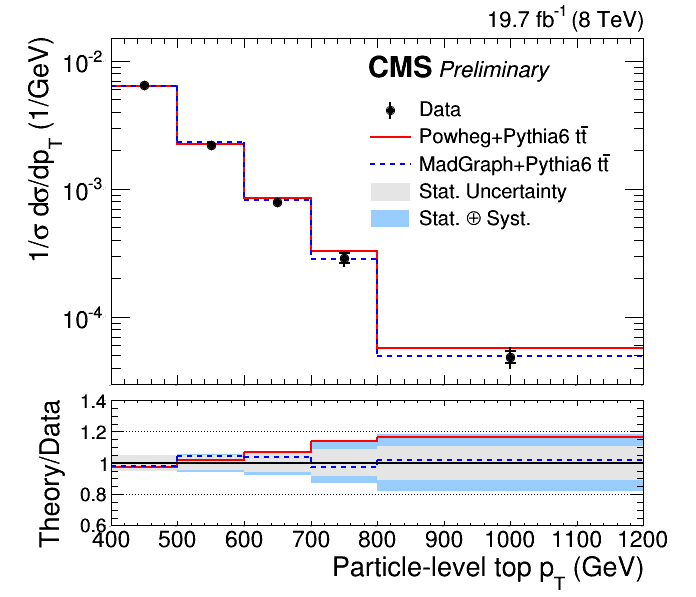 19.7 fb⁻¹ (8 TeV)
CMS Preliminary
Data
Powheg+Pythia6 tt̄
MadGraph+Pythia6 tt̄
Stat. Uncertainty
Stat. ⊕ Syst.
1/σ dσ/dp_T (1/GeV)
10⁻²
10⁻³
10⁻⁴
Theory/Data
1.4
1.2
1
0.8
0.6
400 500 600 700 800 900 1000 1100 1200
Particle-level top p_T (GeV)